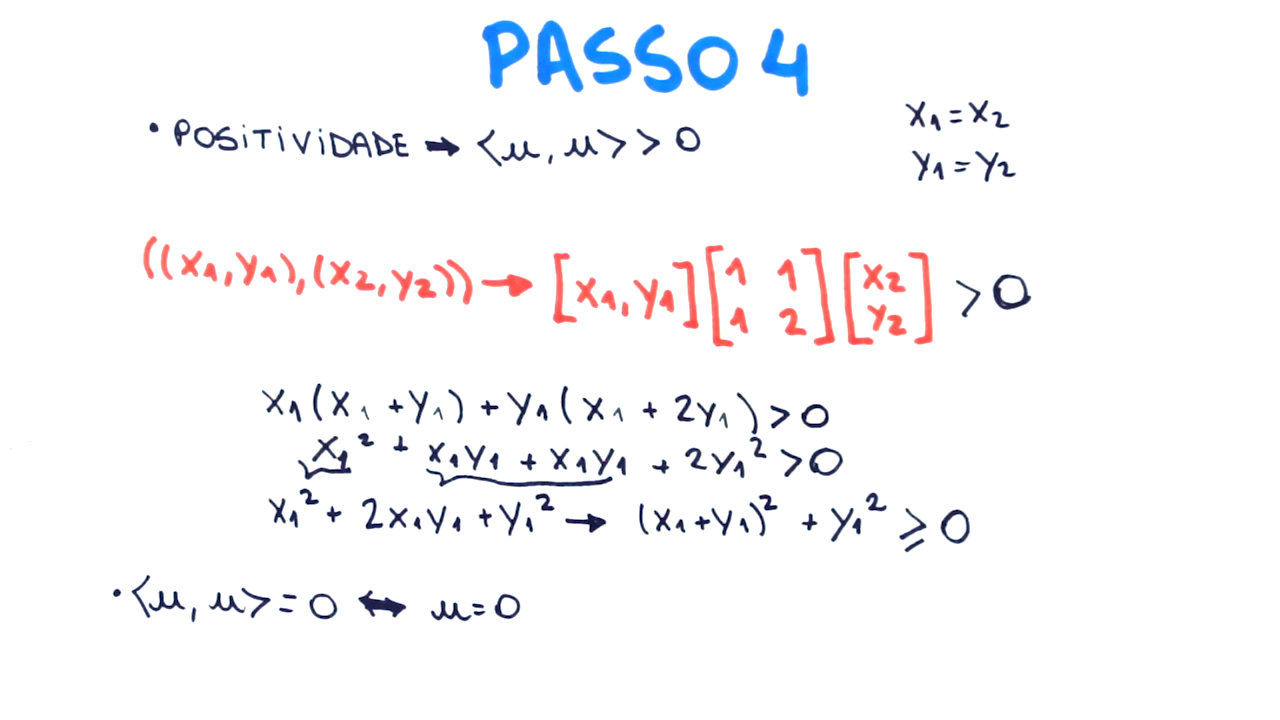 PASSO 4
• POSITIVIDADE → <u, u> > 0
x1 = x2
y1 = y2
((x1, y1), (x2, y2)) → [x1, y1] [1 1; 1 2] [x2; y2] > 0
x1(x1 + y1) + y1(x1 + 2y1) > 0
x1² + x1y1 + x1y1 + 2y1² > 0
x1² + 2x1y1 + y1² → (x1+y1)² + y1² ≥ 0
• <u, u> = 0 ↔ u = 0